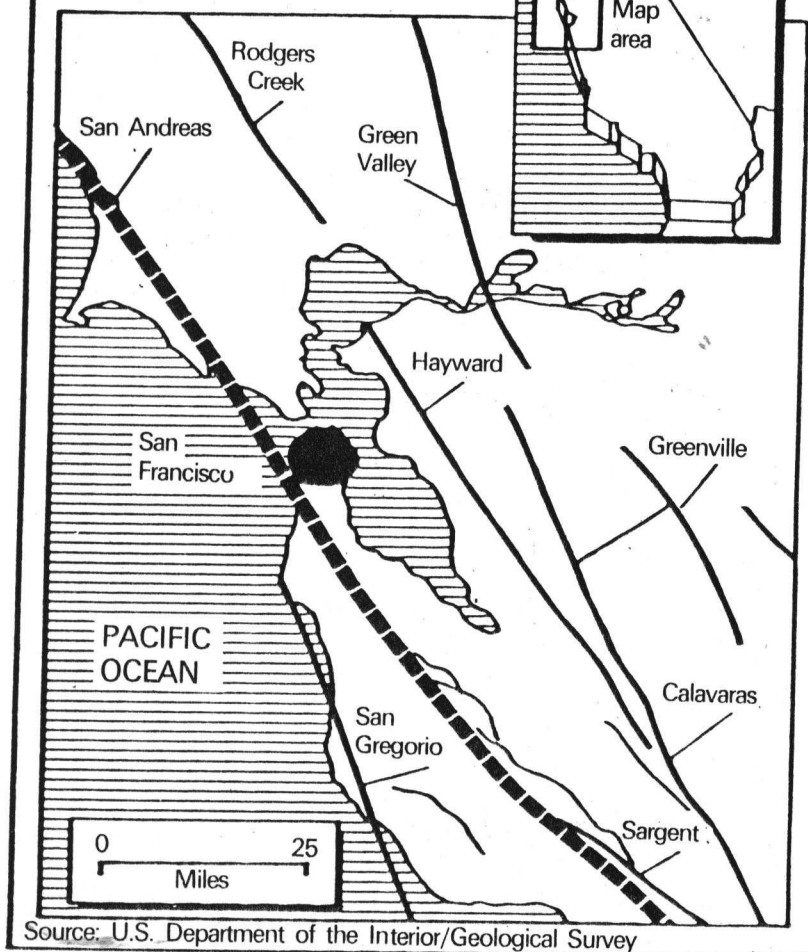 Map
area
Rodgers
Creek
San Andreas
Green
Valley
Hayward
San
Francisco
Greenville
PACIFIC
OCEAN
Calavaras
San
Gregorio
Sargent
0 25
Miles
Source: U.S. Department of the Interior/Geological Survey